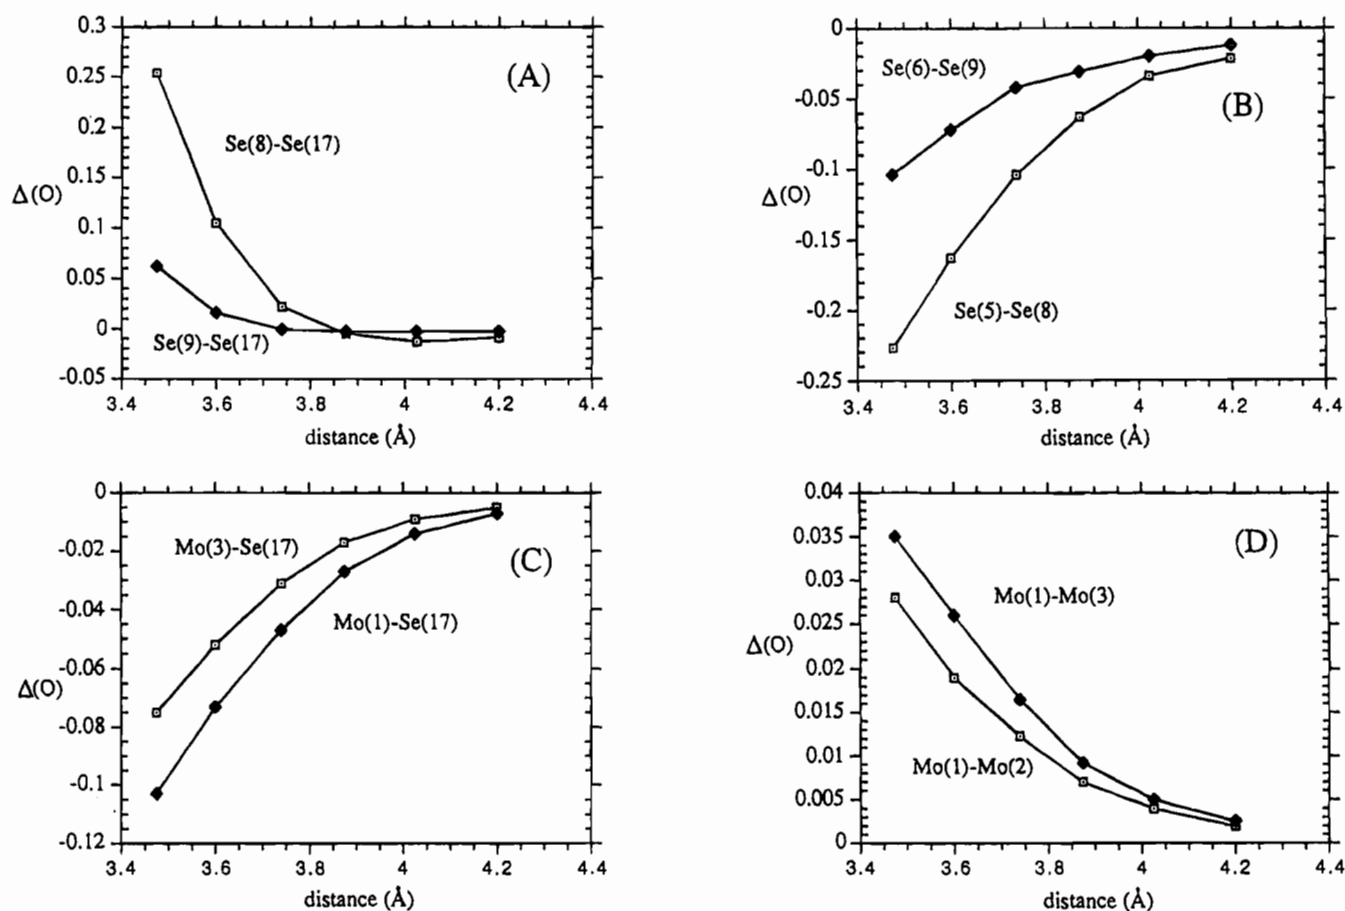 0.3
0.25
0.2
0.15
0.1
0.05
0
-0.05
Δ(O)
(A)
Se(8)-Se(17)
Se(9)-Se(17)
3.4 3.6 3.8 4 4.2 4.4
distance (Å)
0
-0.05
-0.1
-0.15
-0.2
-0.25
Δ(O)
Se(6)-Se(9)
(B)
Se(5)-Se(8)
3.4 3.6 3.8 4 4.2 4.4
distance (Å)
0
-0.02
-0.04
-0.06
-0.08
-0.1
-0.12
Δ(O)
Mo(3)-Se(17)
(C)
Mo(1)-Se(17)
3.4 3.6 3.8 4 4.2 4.4
distance (Å)
0.04
0.035
0.03
0.025
0.02
0.015
0.01
0.005
0
Δ(O)
(D)
Mo(1)-Mo(3)
Mo(1)-Mo(2)
3.4 3.6 3.8 4 4.2 4.4
distance (Å)